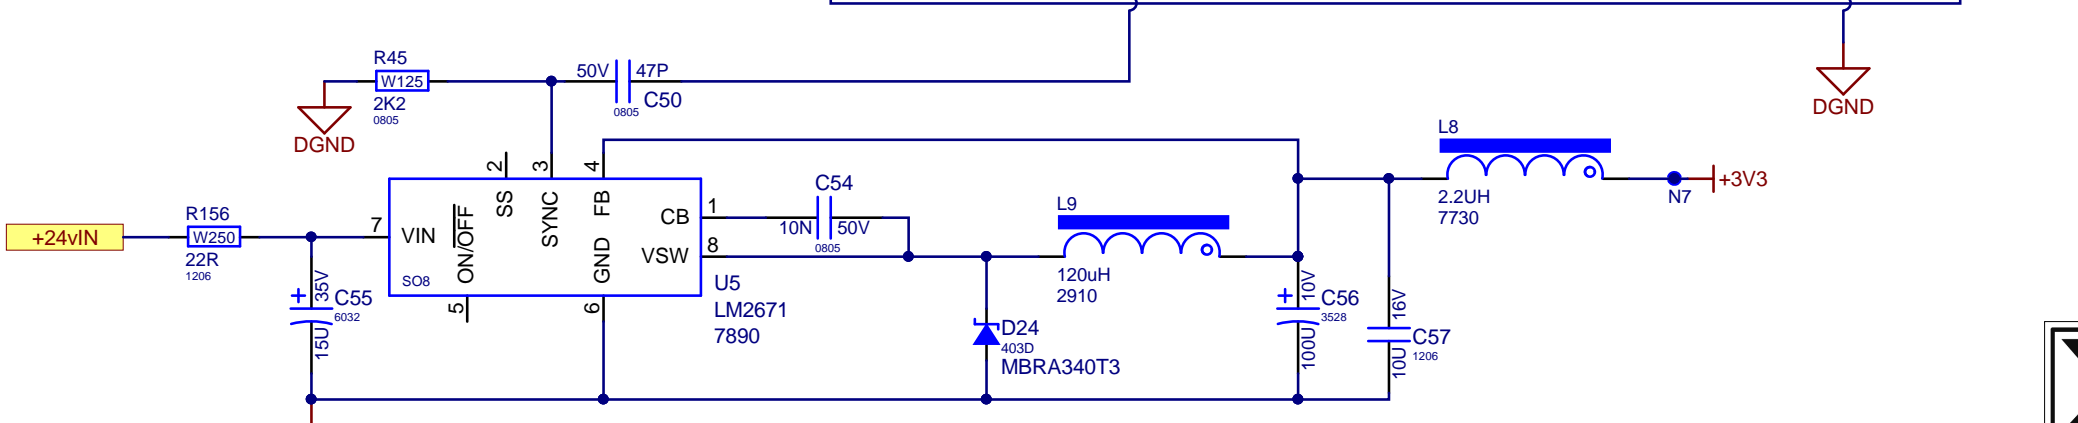 R45
W125
2K2
0805
DGND
50V
47P
C50
0805
DGND
L8
2.2UH
7730
N7
+3V3
+24vIN
R156
W250
22R
1206
35V
+
C55
6032
15U
2
3
4
SS
SYNC
FB
7
VIN
ON/OFF
GND
CB
VSW
SO8
1
8
5
6
U5
LM2671
7890
C54
10N
50V
0805
L9
120uH
2910
D24
403D
MBRA340T3
10V
+
C56
3528
100U
16V
C57
1206
10U